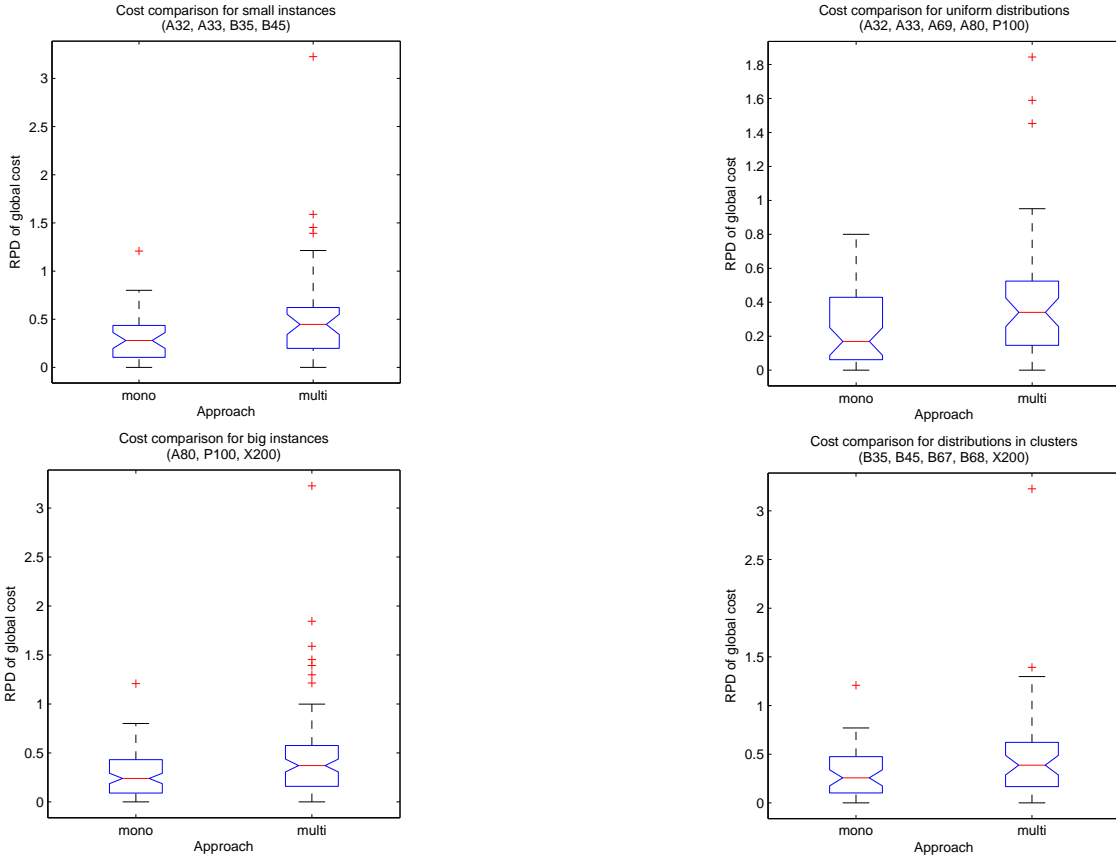 Cost comparison for small instances
(A32, A33, B35, B45)
3
2.5
2
1.5
1
0.5
0
RPD of global cost
mono
multi
Approach
Cost comparison for uniform distributions
(A32, A33, A69, A80, P100)
1.8
1.6
1.4
1.2
1
0.8
0.6
0.4
0.2
0
RPD of global cost
mono
multi
Approach
Cost comparison for big instances
(A80, P100, X200)
3
2.5
2
1.5
1
0.5
0
RPD of global cost
mono
multi
Approach
Cost comparison for distributions in clusters
(B35, B45, B67, B68, X200)
3
2.5
2
1.5
1
0.5
0
RPD of global cost
mono
multi
Approach